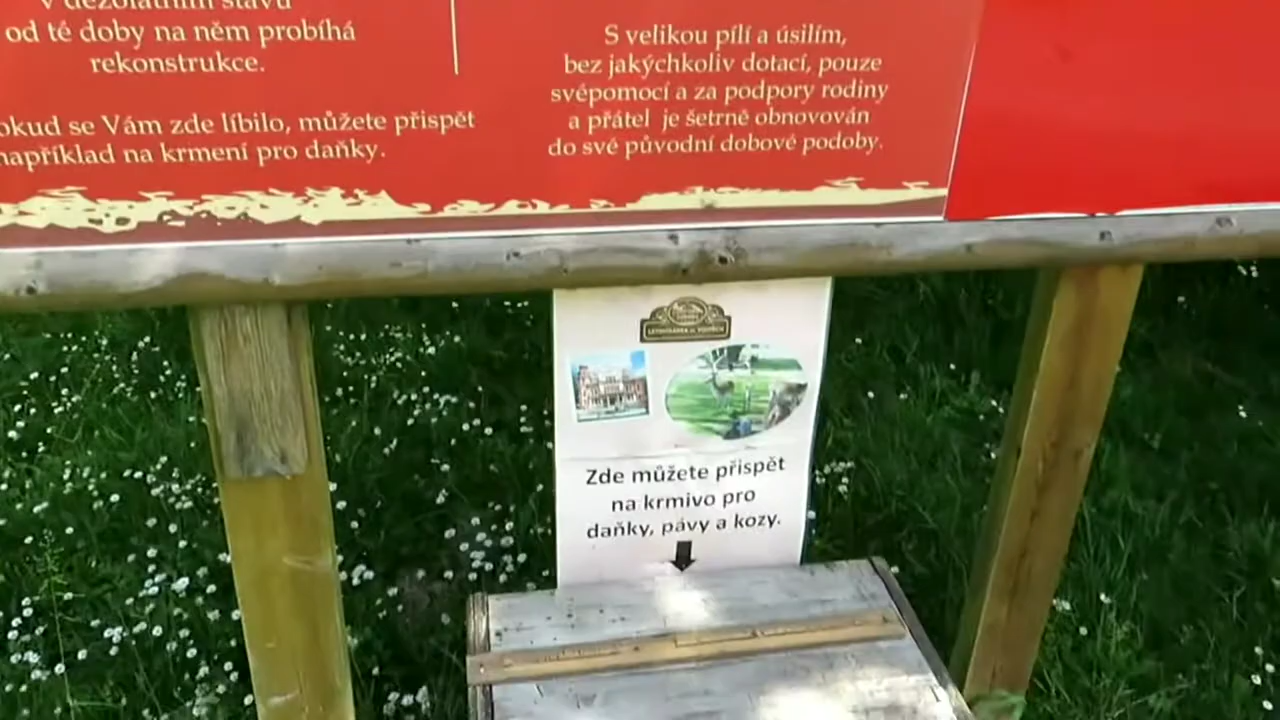 v dezolátním stavu
od té doby na něm probíhá
rekonstrukce.
okud se Vám zde líbilo, můžete přispět
například na krmení pro daňky.
S velikou pílí a úsilím,
bez jakýchkoliv dotací, pouze
svépomocí a za podpory rodiny
a přátel je šetrně obnovován
do své původní dobové podoby.
Zde můžete přispět
na krmivo pro
daňky, pávy a kozy.